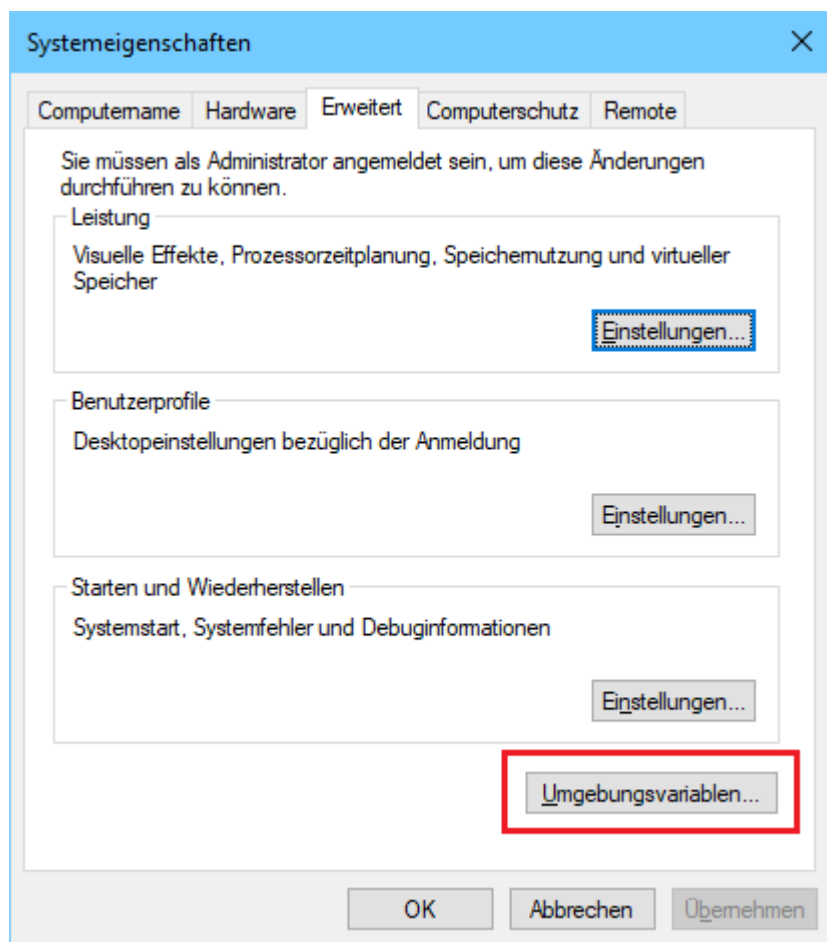 Systemeigenschaften
Computername Hardware Erweitert Computerschutz Remote
Sie müssen als Administrator angemeldet sein, um diese Änderungen
durchführen zu können.
Leistung
Visuelle Effekte, Prozessorzeitplanung, Speichernutzung und virtueller
Speicher
Einstellungen...
Benutzerprofile
Desktopeinstellungen bezüglich der Anmeldung
Einstellungen...
Starten und Wiederherstellen
Systemstart, Systemfehler und Debuginformationen
Einstellungen...
Umgebungsvariablen...
OK Abbrechen Übernehmen